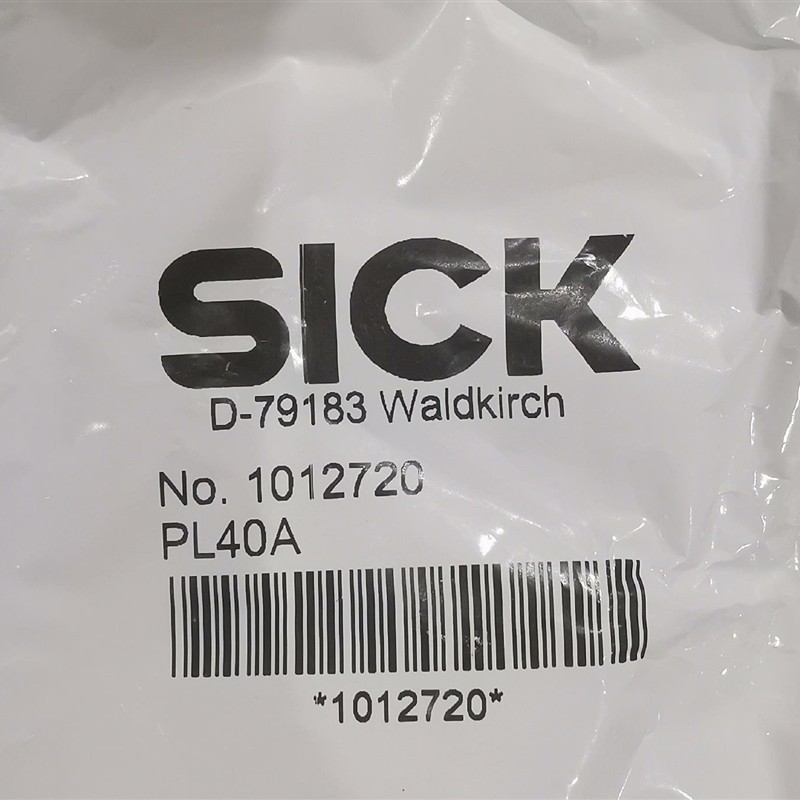 SICK
D-79183 Waldkirch
No. 1012720
PL40A
*1012720*